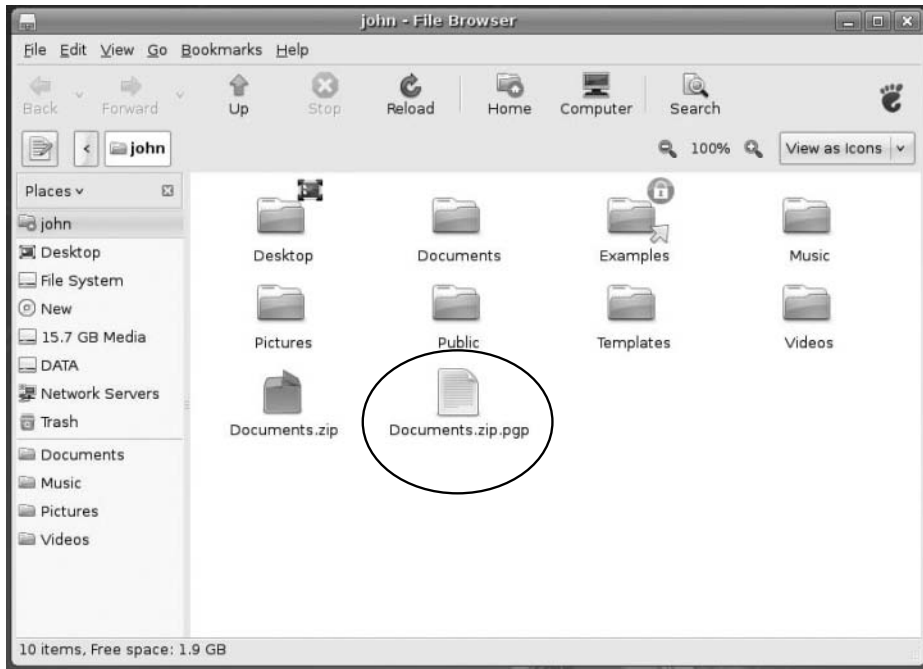 john - File Browser
File Edit View Go Bookmarks Help
Back Forward Up Stop Reload Home Computer Search
john 100% View as Icons
Places
john
Desktop
File System
New
15.7 GB Media
DATA
Network Servers
Trash
Documents
Music
Pictures
Videos
Desktop Documents Examples Music
Pictures Public Templates Videos
Documents.zip Documents.zip.pgp
10 items, Free space: 1.9 GB